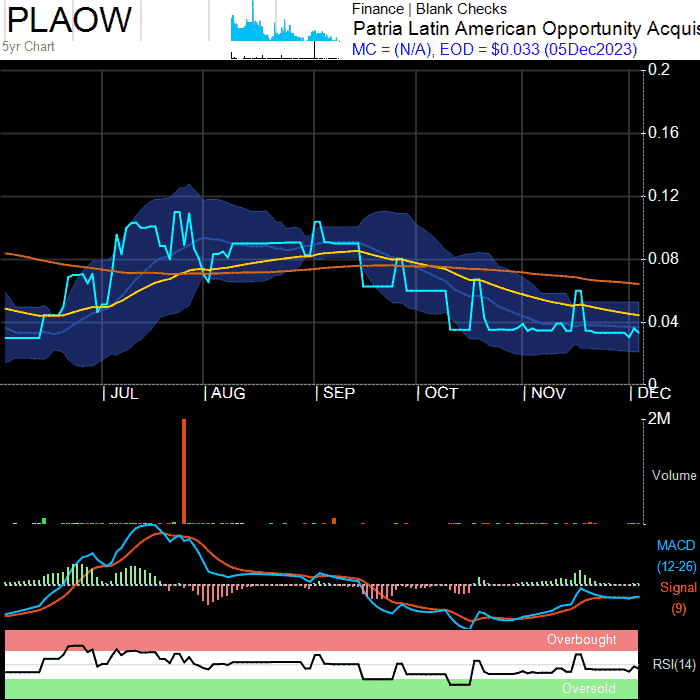 PLAOW
5yr Chart
Finance | Blank Checks
Patria Latin American Opportunity Acquis
MC = (N/A), EOD = $0.033 (05Dec2023)
0.2
0.16
0.12
0.08
0.04
0
JUL AUG SEP OCT NOV DEC
2M
Volume
MACD
(12-26)
Signal
(9)
Overbought
RSI(14)
Oversold